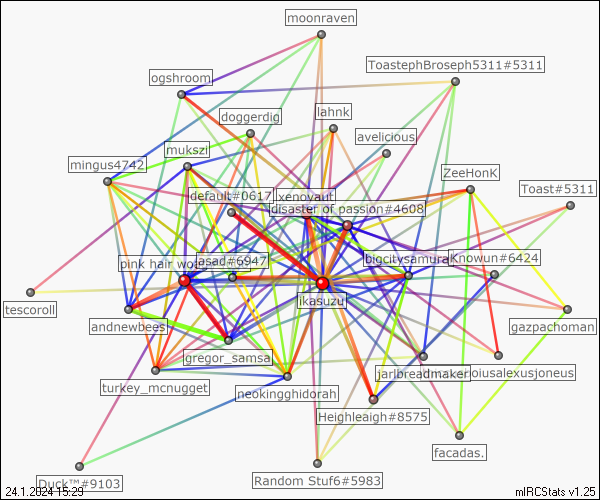 moonraven
ToastephBroseph5311#5311
ogshroom
lahnk
doggerdig
avelicious
mukszi
mingus4742
ZeeHonK
Toast#5311
default#0617
xenovant
disaster of passion#4608
pink hair wo
asad#6947
bigcitysamura
Knowun#6424
ikasuzu
tescoroll
andnewbees
gazpachoman
gregor_samsa
turkey_mcnugget
jarlbreadmaker
oiusalexusjoneus
neokingghidorah
Heighleaigh#8575
facadas.
Duck™#9103
Random Stuf6#5983
24.1.2024 15:29
mIRCStats v1.25